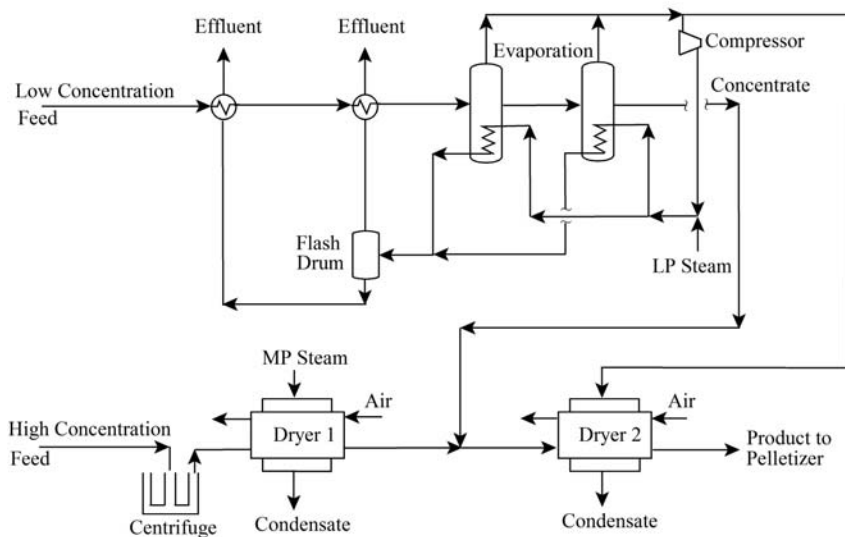 Effluent
Effluent
Evaporation
Compressor
Low Concentration
Feed
Concentrate
Flash
Drum
LP Steam
MP Steam
Air
Air
High Concentration
Feed
Dryer 1
Dryer 2
Product to
Pelletizer
Centrifuge
Condensate
Condensate